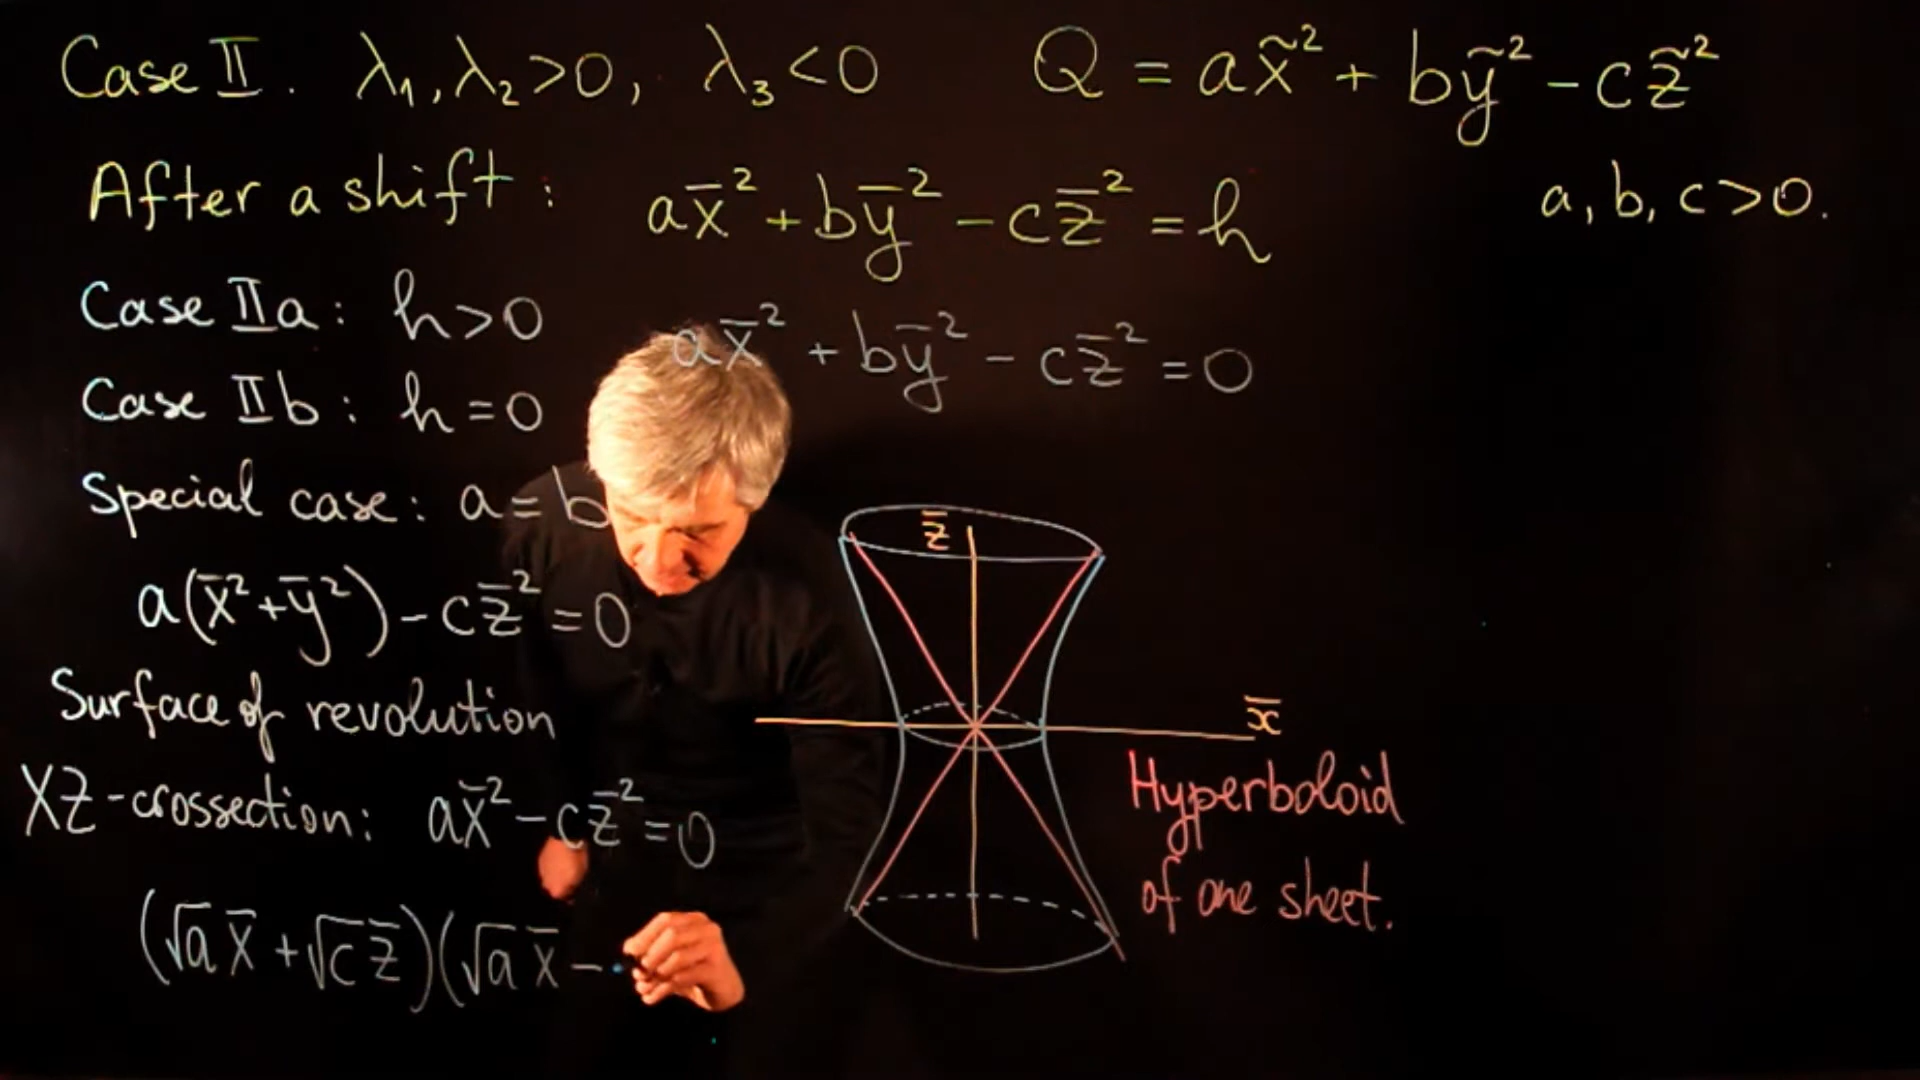 Case II. λ₁, λ₂ > 0, λ₃ < 0 Q = ax̃² + bỹ² - cz̃²
a, b, c > 0.
After a shift: ax̄² + bȳ² - cz̄² = h
Case IIa: h > 0
ax̄² + bȳ² - cz̄² = 0
Case IIb: h = 0
Special case: a = b
a(x̄² + ȳ²) - cz̄² = 0
Surface of revolution
XZ-crossection: ax̄² - cz̄² = 0
(√a x̄ + √c z̄)(√a x̄ -
z̄
x̄
Hyperboloid
of one sheet.